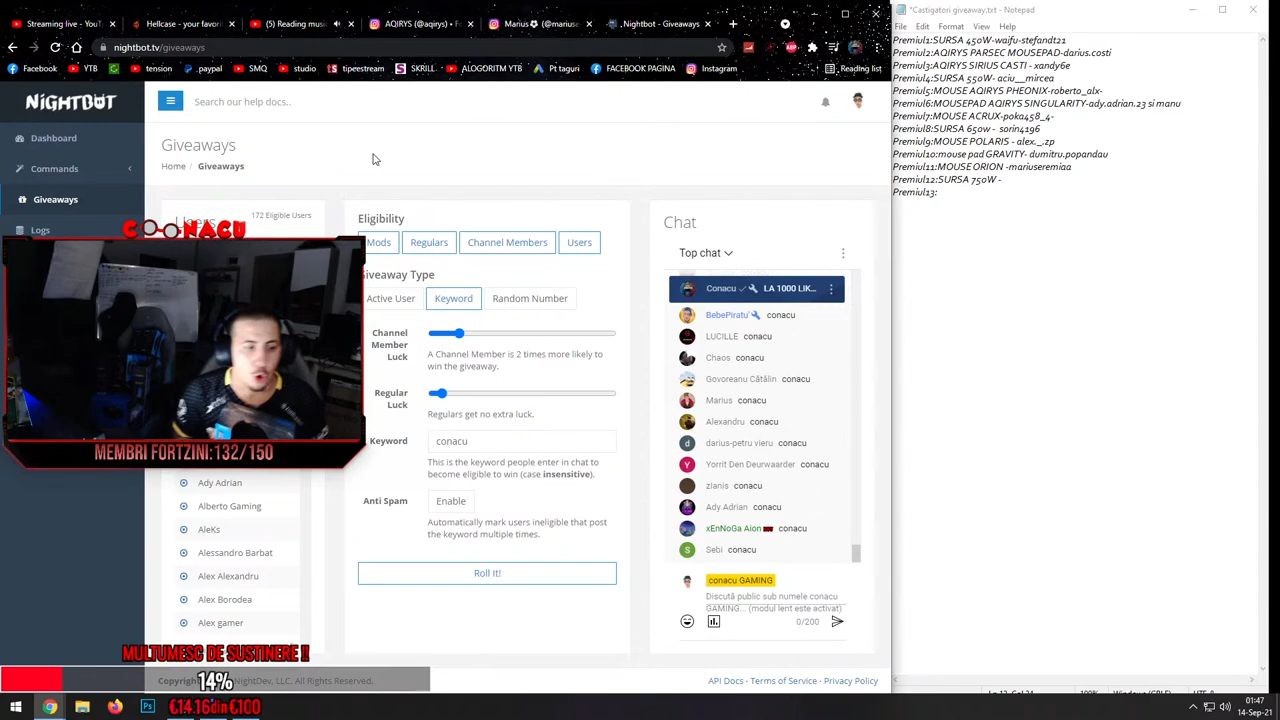 Streaming live -
Hellcase - your favorit
(5) Reading music
AQIRYS (@aqirys) • Fo
Marius (@mariuse
Nightbot - Giveaways
nightbot.tv/giveaways
Facebook
YTB
tension
.paypal
SMQ
studio
tiperestream
SKRILL
ALOGORITM YTB
Pt taguri
FACEBOOK PAGINA
Instagram
Reading list
NIGHTBOT
Search our help docs..
Dashboard
Commands
Giveaways
Logs
Giveaways
Home / Giveaways
Users
172 Eligible Users
Ady Adrian
Alberto Gaming
AleKs
Alessandro Barbat
Alex Alexandru
Alex Borodea
Alex gamer
Eligibility
Mods
Regulars
Channel Members
Users
Giveaway Type
Active User
Keyword
Random Number
Channel
Member
Luck
A Channel Member is 2 times more likely to
win the giveaway.
Regular
Luck
Regulars get no extra luck.
Keyword
conacu
This is the keyword people enter in chat to
become eligible to win (case insensitive).
Anti Spam
Enable
Automatically mark users ineligible that post
the keyword multiple times.
Roll It!
Chat
Top chat
Conacu LA 1000 LIK...
BebePiratu' conacu
LUCILLE conacu
Chaos conacu
Govoreanu Cătălin conacu
Marius conacu
Alexandru conacu
darius-petru vieru conacu
Yorrit Den Deurwaarder conacu
z!anis conacu
Ady Adrian conacu
xEnNoGa Aion conacu
Sebi conacu
conacu GAMING
Discută public sub numele conacu
GAMING... (modul lent este activat)
0/200
NightDev, LLC. All Rights Reserved.
API Docs - Terms of Service - Privacy Policy
CONACU
MEMBRI FORTZINI:132/150
MULTUMESC DE SUSTINERE !!
14%
€14.16 din €100
*Castigatori giveaway.txt - Notepad
File Edit Format View Help
Premiul1:SURSA 450W-waifu-stefandt21
Premiul2:AQIRYS PARSEC MOUSEPAD-darius.costi
Premiul3:AQIRYS SIRIUS CASTI - xandy6e
Premiul4:SURSA 550W- aciu__mircea
Premiul5:MOUSE AQIRYS PHEONIX-roberto_alx-
Premiul6:MOUSEPAD AQIRYS SINGULARITY-ady.adrian.23 si manu
Premiul7:MOUSE ACRUX-poka458_4-
Premiul8:SURSA 650w - sorin4196
Premiul9:MOUSE POLARIS - alex._.zp
Premiul10:mouse pad GRAVITY- dumitru.popandau
Premiul11:MOUSE ORION -mariuseremiaa
Premiul12:SURSA 750W -
Premiul13:
01:47
14-Sep-21